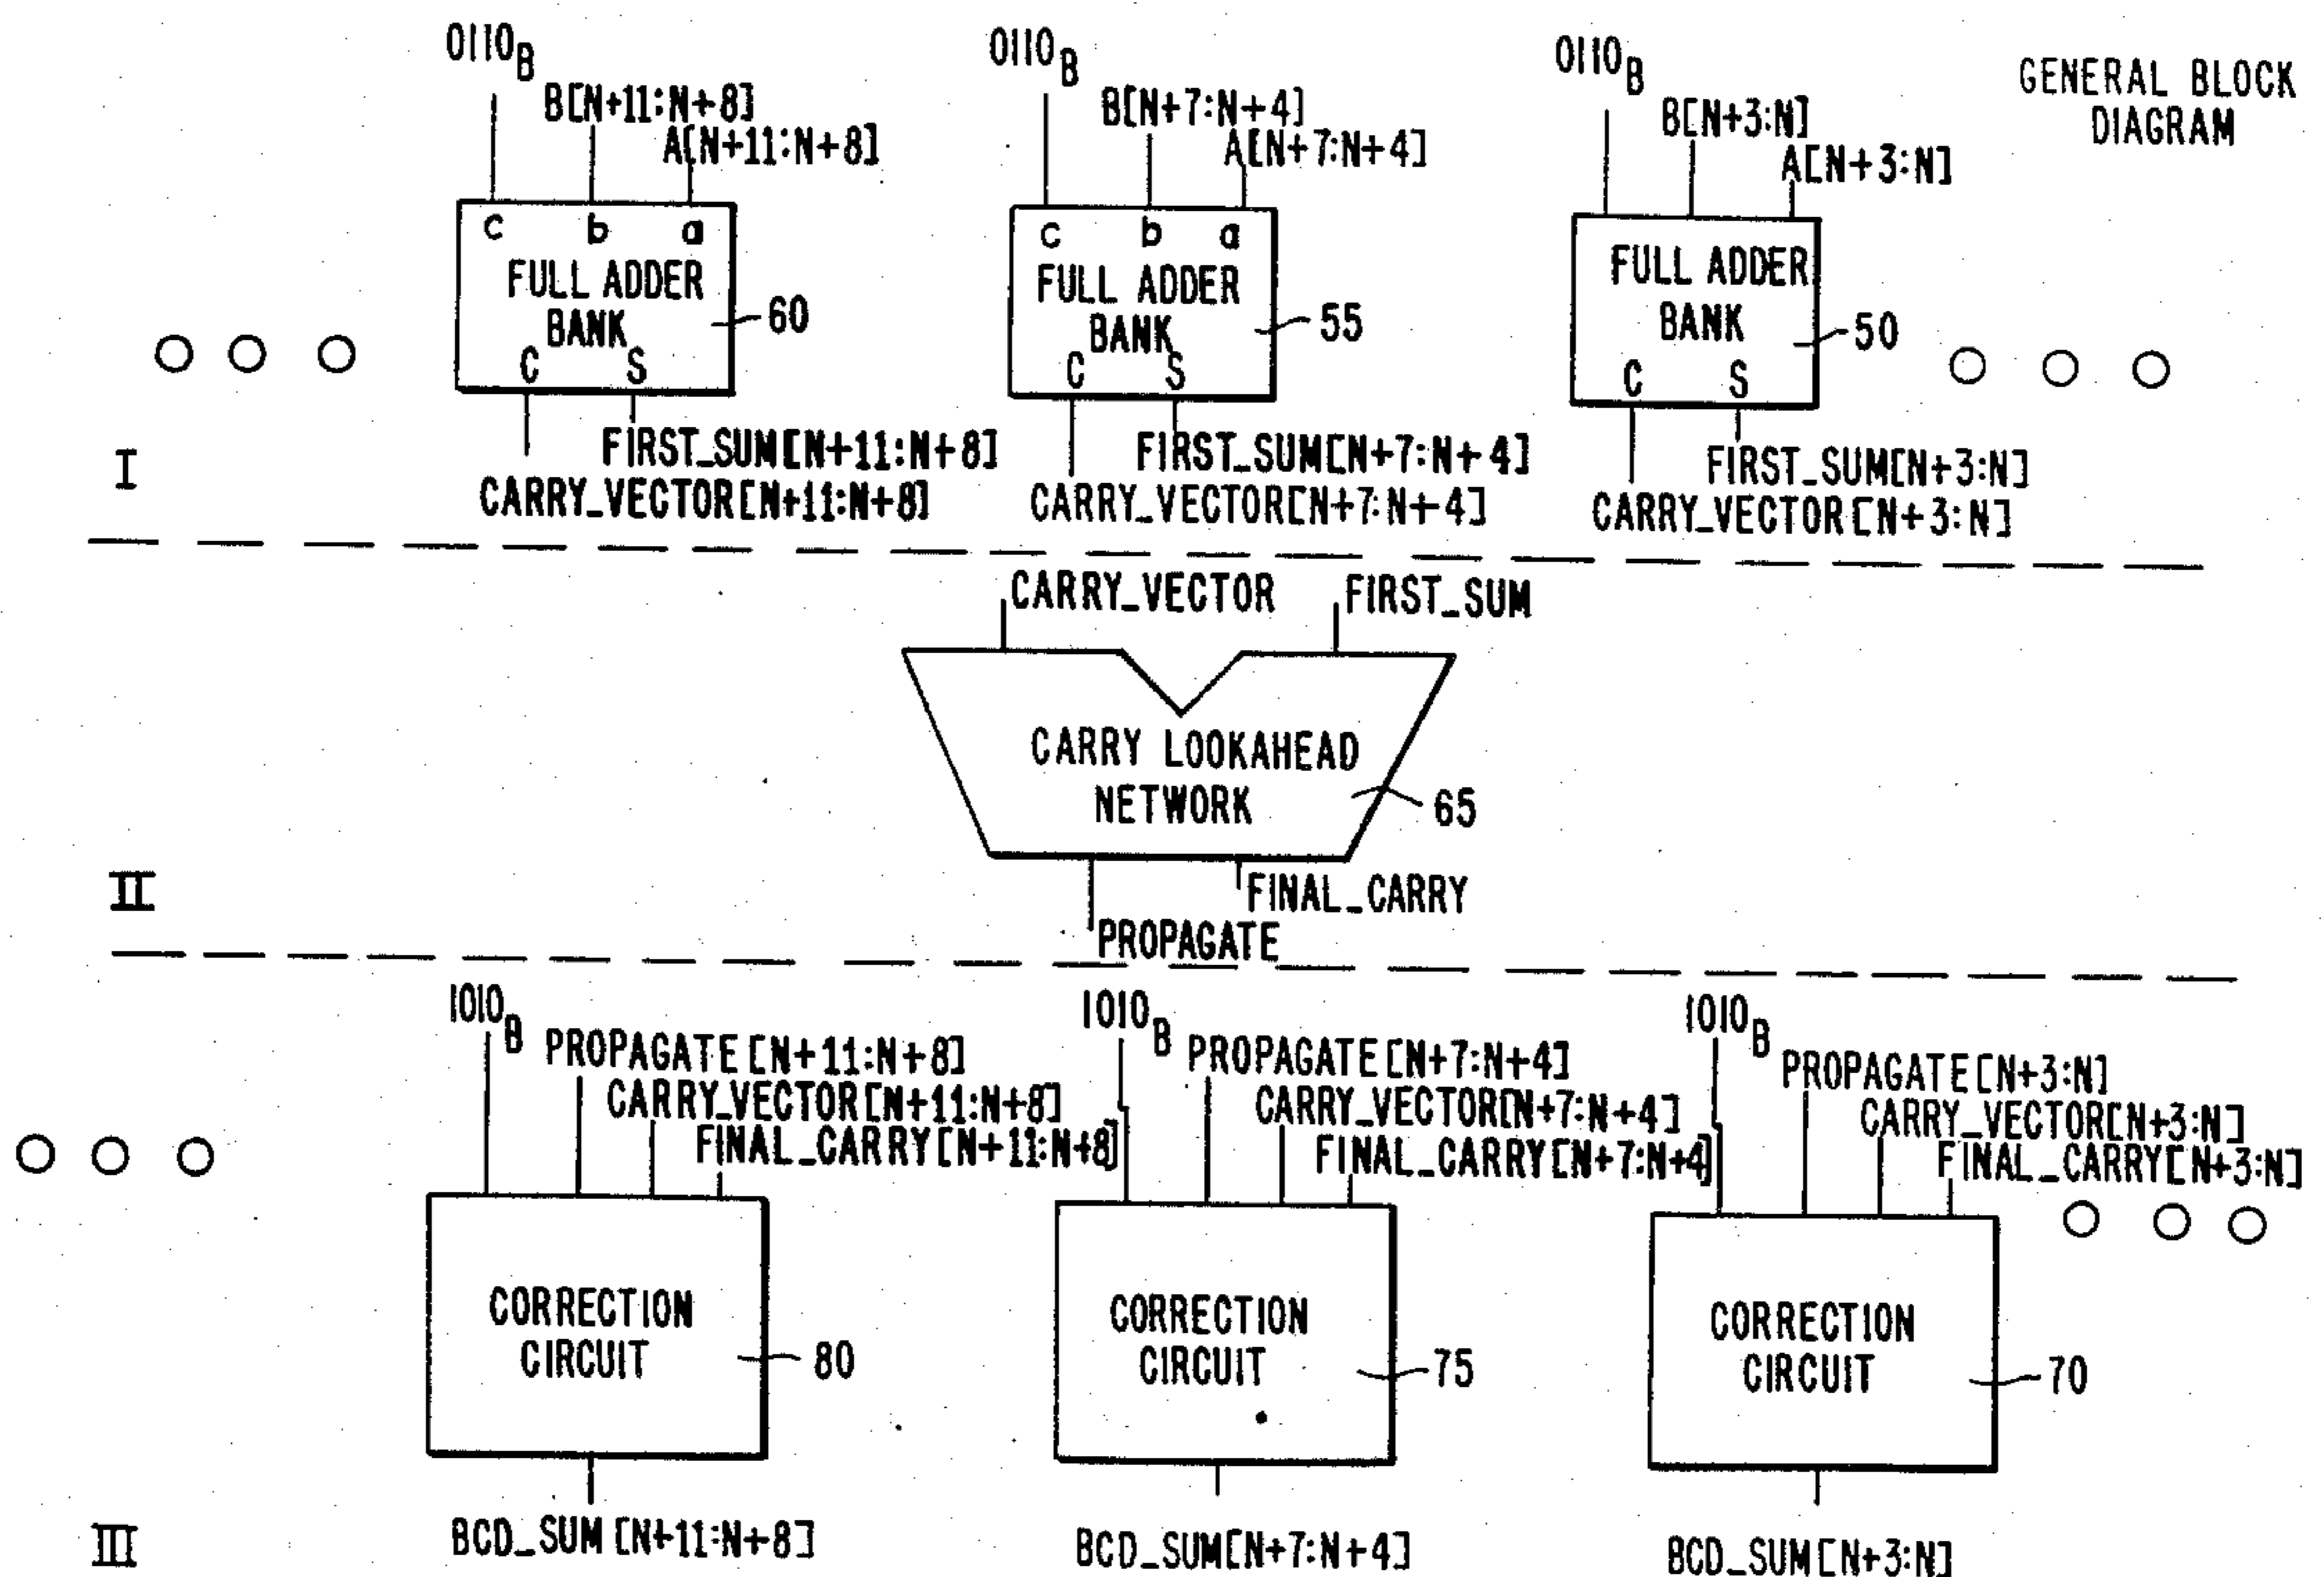 GENERAL BLOCK
DIAGRAM
0110B
B[N+11:N+8]
A[N+11:N+8]
c b a
FULL ADDER
BANK
C S
60
FIRST_SUM[N+11:N+8]
CARRY_VECTOR[N+11:N+8]
0110B
B[N+7:N+4]
A[N+7:N+4]
c b a
FULL ADDER
BANK
C S
55
FIRST_SUM[N+7:N+4]
CARRY_VECTOR[N+7:N+4]
0110B
B[N+3:N]
A[N+3:N]
FULL ADDER
BANK
C S
50
FIRST_SUM[N+3:N]
CARRY_VECTOR[N+3:N]
I
CARRY_VECTOR
FIRST_SUM
CARRY LOOKAHEAD
NETWORK
65
FINAL_CARRY
PROPAGATE
II
1010B
PROPAGATE[N+11:N+8]
CARRY_VECTOR[N+11:N+8]
FINAL_CARRY[N+11:N+8]
CORRECTION
CIRCUIT
80
BCD_SUM[N+11:N+8]
1010B
PROPAGATE[N+7:N+4]
CARRY_VECTOR[N+7:N+4]
FINAL_CARRY[N+7:N+4]
CORRECTION
CIRCUIT
75
BCD_SUM[N+7:N+4]
1010B
PROPAGATE[N+3:N]
CARRY_VECTOR[N+3:N]
FINAL_CARRY[N+3:N]
CORRECTION
CIRCUIT
70
BCD_SUM[N+3:N]
III